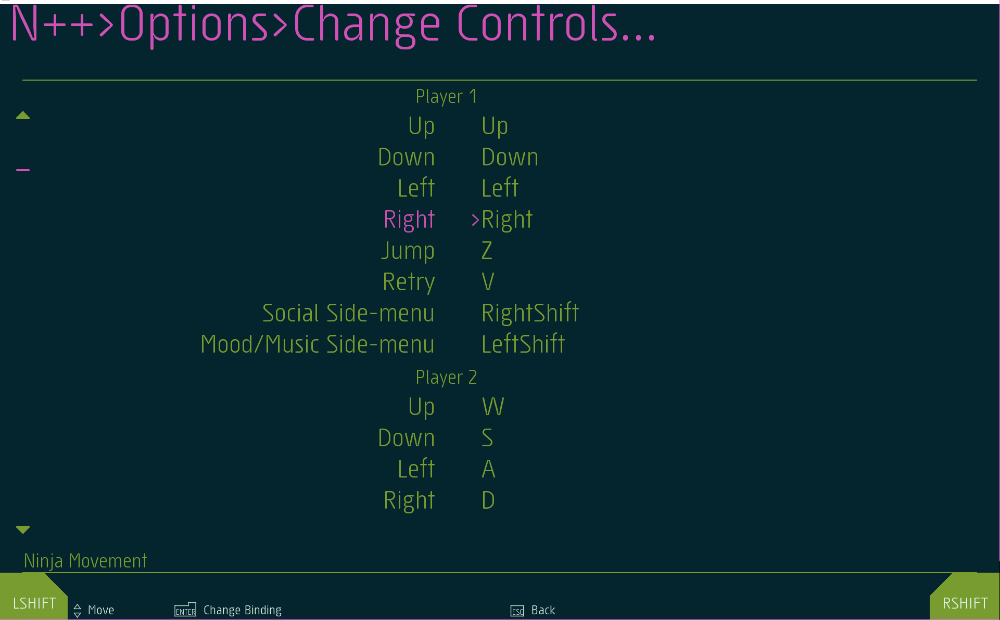 N++>Options>Change Controls...
Player 1
Up Up
Down Down
Left Left
Right >Right
Jump Z
Retry V
Social Side-menu RightShift
Mood/Music Side-menu LeftShift
Player 2
Up W
Down S
Left A
Right D
Ninja Movement
LSHIFT Move ENTER Change Binding ESC Back RSHIFT